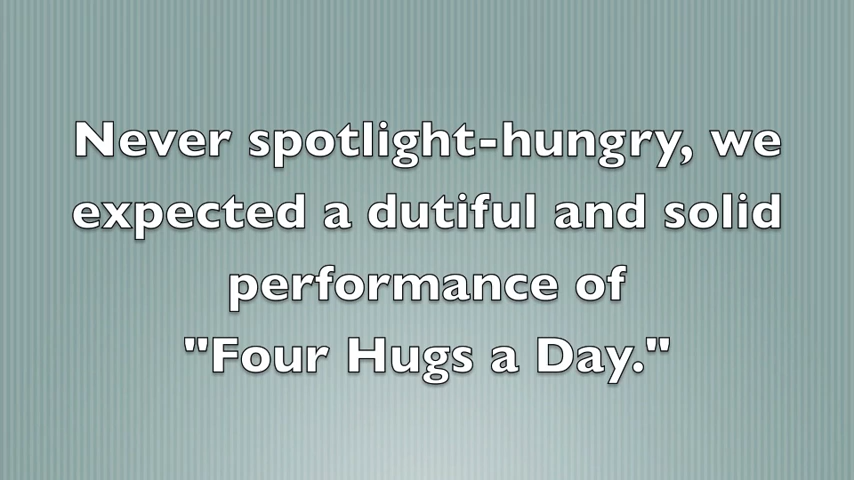 Never spotlight-hungry, we
expected a dutiful and solid
performance of
"Four Hugs a Day."